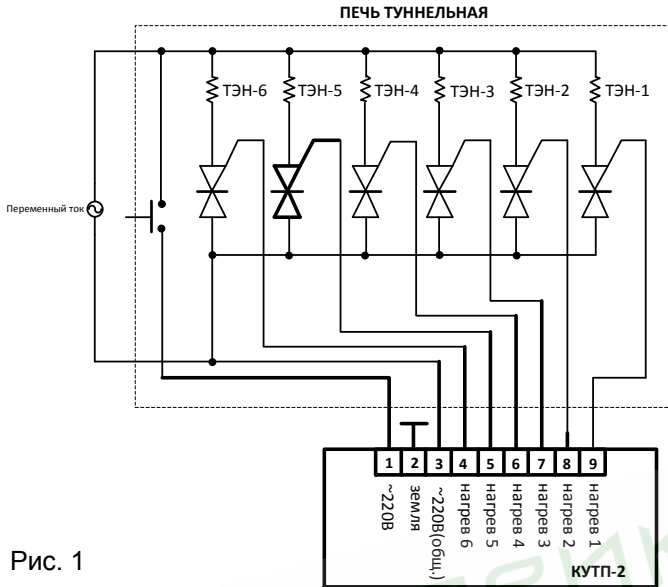 ПЕЧЬ ТУННЕЛЬНАЯ
ТЭН-6
ТЭН-5
ТЭН-4
ТЭН-3
ТЭН-2
ТЭН-1
Переменный ток
1
2
3
4
5
6
7
8
9
~220В
земля
~220В(общ.)
нагрев 6
нагрев 5
нагрев 4
нагрев 3
нагрев 2
нагрев 1
КУТП-2
Рис. 1